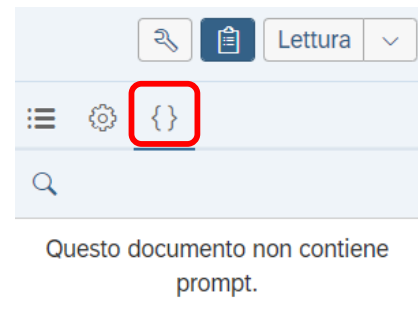 Lettura
{ }
Questo documento non contiene
prompt.